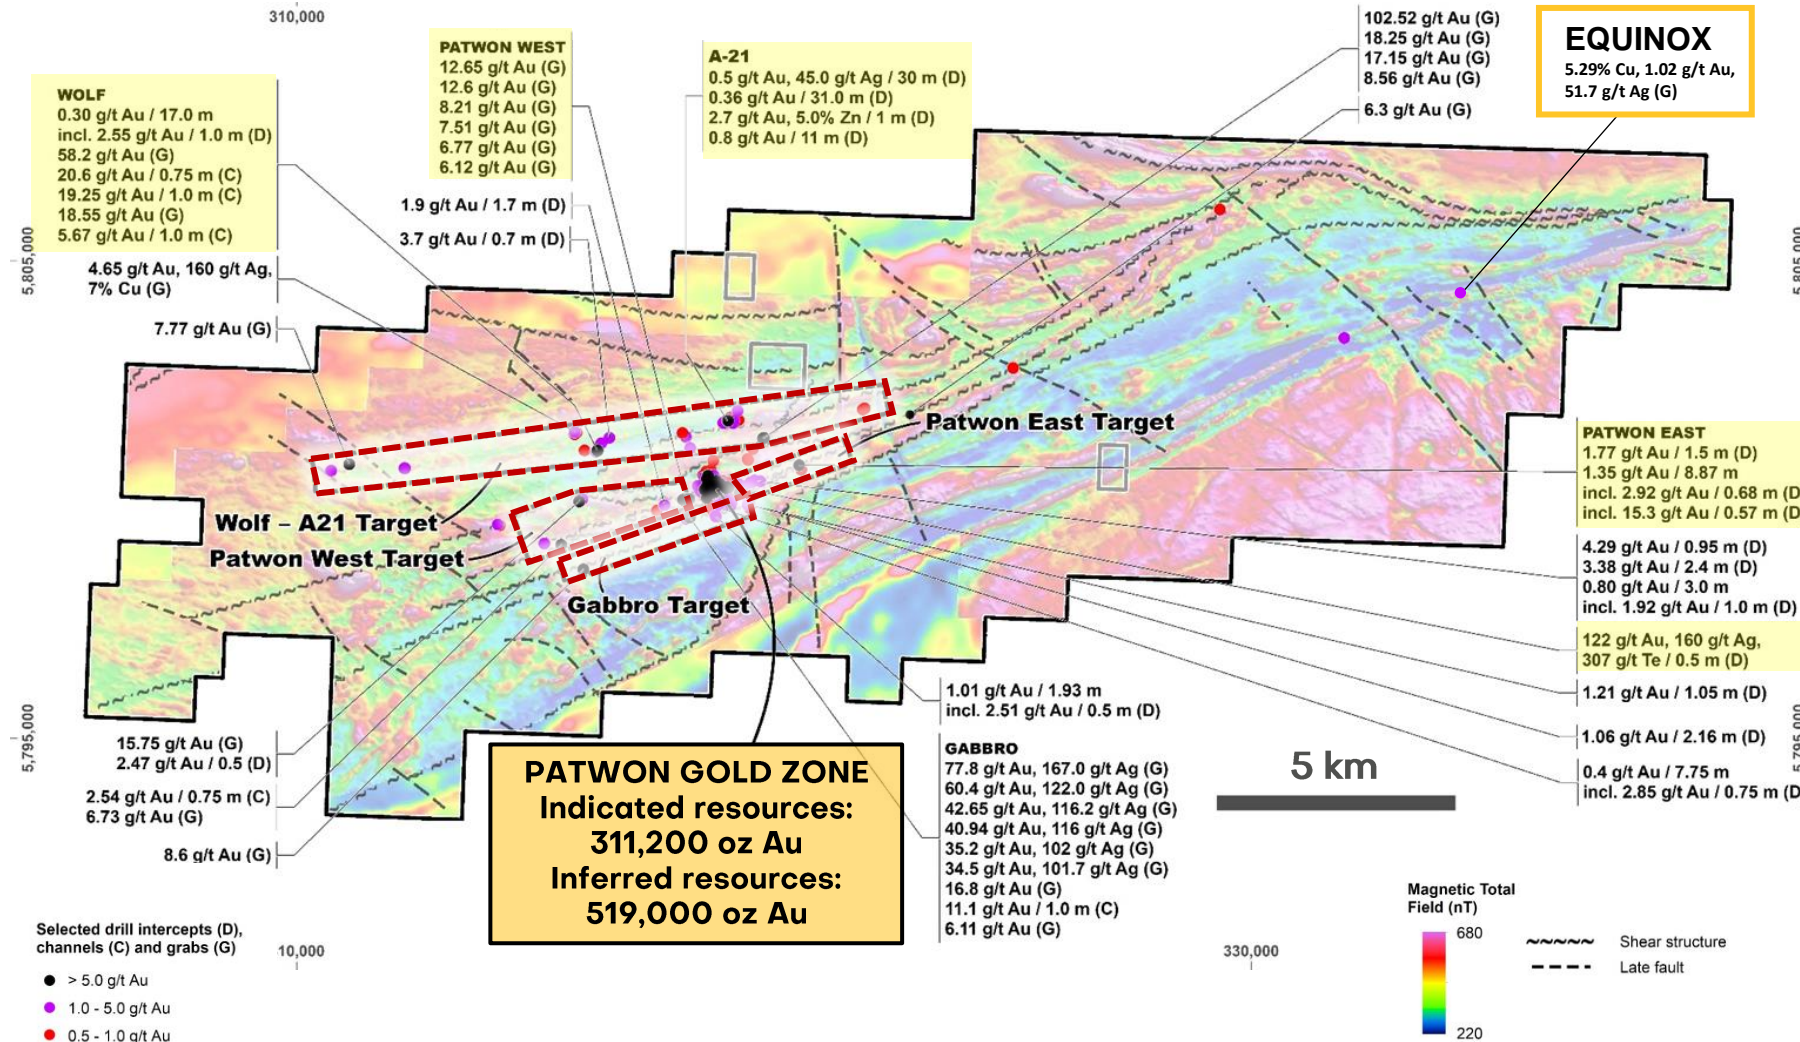 310,000
WOLF
0.30 g/t Au / 17.0 m
incl. 2.55 g/t Au / 1.0 m (D)
58.2 g/t Au (G)
20.6 g/t Au / 0.75 m (C)
19.25 g/t Au / 1.0 m (C)
18.55 g/t Au (G)
5.67 g/t Au / 1.0 m (C)
4.65 g/t Au, 160 g/t Ag,
7% Cu (G)
7.77 g/t Au (G)
PATWON WEST
12.65 g/t Au (G)
12.6 g/t Au (G)
8.21 g/t Au (G)
7.51 g/t Au (G)
6.77 g/t Au (G)
6.12 g/t Au (G)
1.9 g/t Au / 1.7 m (D)
3.7 g/t Au / 0.7 m (D)
A-21
0.5 g/t Au, 45.0 g/t Ag / 30 m (D)
0.36 g/t Au / 31.0 m (D)
2.7 g/t Au, 5.0% Zn / 1 m (D)
0.8 g/t Au / 11 m (D)
102.52 g/t Au (G)
18.25 g/t Au (G)
17.15 g/t Au (G)
8.56 g/t Au (G)
6.3 g/t Au (G)
EQUINOX
5.29% Cu, 1.02 g/t Au,
51.7 g/t Ag (G)
5,805,000
5,805,000
Patwon East Target
Wolf – A21 Target
Patwon West Target
Gabbro Target
PATWON EAST
1.77 g/t Au / 1.5 m (D)
1.35 g/t Au / 8.87 m
incl. 2.92 g/t Au / 0.68 m (D
incl. 15.3 g/t Au / 0.57 m (D
4.29 g/t Au / 0.95 m (D)
3.38 g/t Au / 2.4 m (D)
0.80 g/t Au / 3.0 m
incl. 1.92 g/t Au / 1.0 m (D)
122 g/t Au, 160 g/t Ag,
307 g/t Te / 0.5 m (D)
1.21 g/t Au / 1.05 m (D)
1.06 g/t Au / 2.16 m (D)
0.4 g/t Au / 7.75 m
incl. 2.85 g/t Au / 0.75 m (D
5,795,000
5,795,000
15.75 g/t Au (G)
2.47 g/t Au / 0.5 (D)
2.54 g/t Au / 0.75 m (C)
6.73 g/t Au (G)
8.6 g/t Au (G)
PATWON GOLD ZONE
Indicated resources:
311,200 oz Au
Inferred resources:
519,000 oz Au
1.01 g/t Au / 1.93 m
incl. 2.51 g/t Au / 0.5 m (D)
GABBRO
77.8 g/t Au, 167.0 g/t Ag (G)
60.4 g/t Au, 122.0 g/t Ag (G)
42.65 g/t Au, 116.2 g/t Ag (G)
40.94 g/t Au, 116 g/t Ag (G)
35.2 g/t Au, 102 g/t Ag (G)
34.5 g/t Au, 101.7 g/t Ag (G)
16.8 g/t Au (G)
11.1 g/t Au / 1.0 m (C)
6.11 g/t Au (G)
5 km
Selected drill intercepts (D),
channels (C) and grabs (G)
> 5.0 g/t Au
1.0 - 5.0 g/t Au
0.5 - 1.0 g/t Au
10,000
330,000
Magnetic Total
Field (nT)
680
220
Shear structure
Late fault